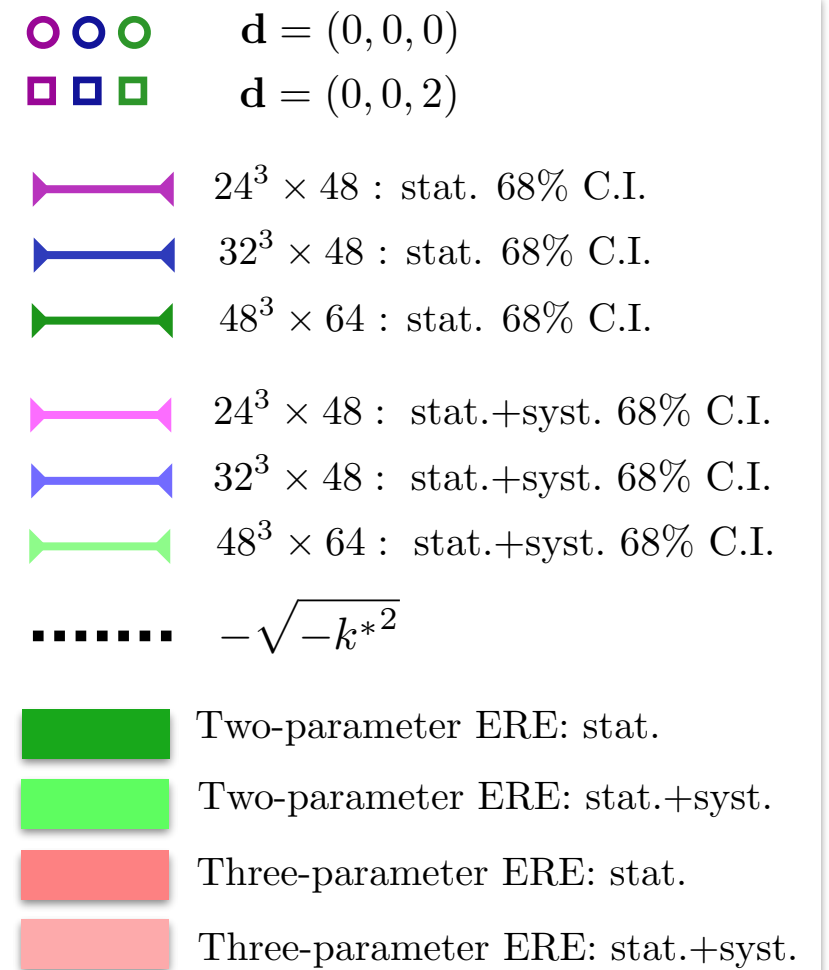 d = (0, 0, 0)
d = (0, 0, 2)
24³ × 48 : stat. 68% C.I.
32³ × 48 : stat. 68% C.I.
48³ × 64 : stat. 68% C.I.
24³ × 48 : stat.+syst. 68% C.I.
32³ × 48 : stat.+syst. 68% C.I.
48³ × 64 : stat.+syst. 68% C.I.
−√(−k*²)
Two-parameter ERE: stat.
Two-parameter ERE: stat.+syst.
Three-parameter ERE: stat.
Three-parameter ERE: stat.+syst.